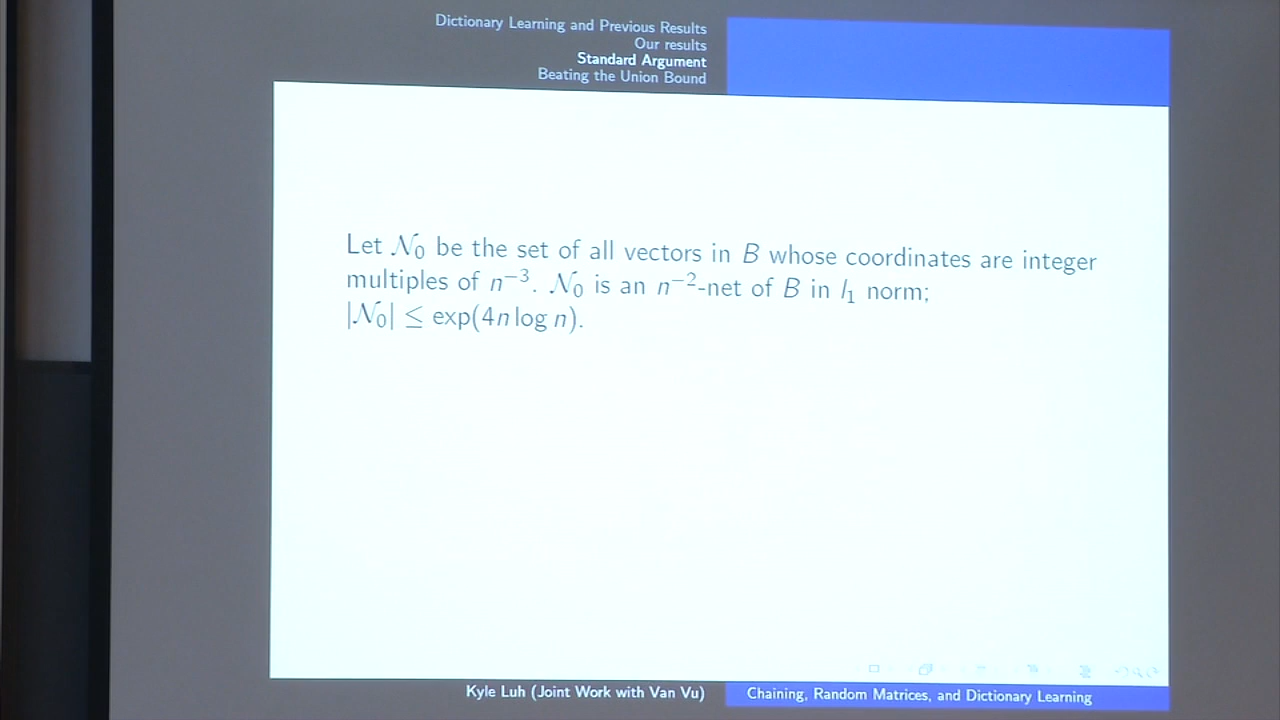 Dictionary Learning and Previous Results
Our results
Standard Argument
Beating the Union Bound
Let 𝒩₀ be the set of all vectors in B whose coordinates are integer
multiples of n⁻³. 𝒩₀ is an n⁻²-net of B in l₁ norm;
|𝒩₀| ≤ exp(4n log n).
Kyle Luh (Joint Work with Van Vu)
Chaining, Random Matrices, and Dictionary Learning